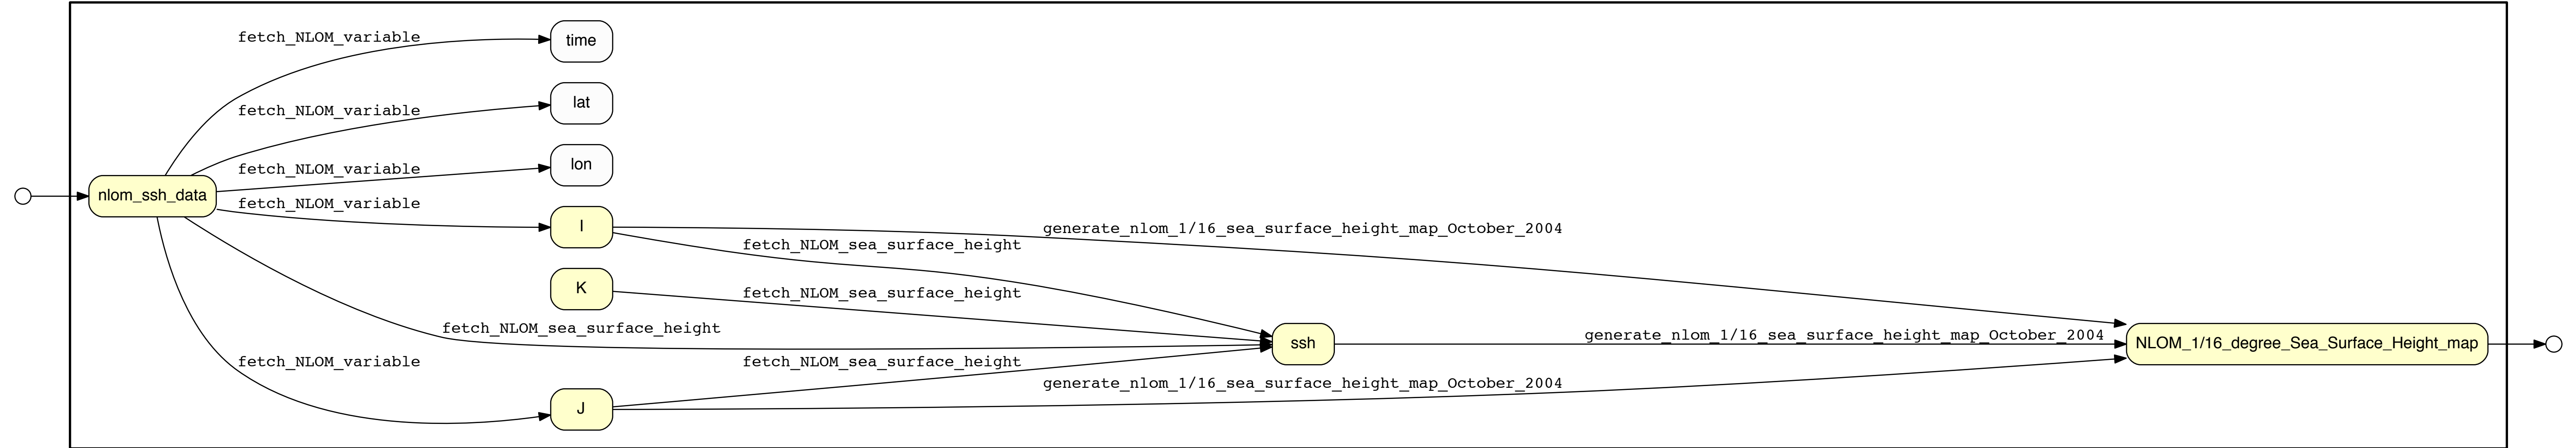 fetch_NLOM_variable
time
fetch_NLOM_variable
lat
fetch_NLOM_variable
lon
nlom_ssh_data
fetch_NLOM_variable
I
generate_nlom_1/16_sea_surface_height_map_October_2004
fetch_NLOM_sea_surface_height
K
fetch_NLOM_sea_surface_height
fetch_NLOM_sea_surface_height
generate_nlom_1/16_sea_surface_height_map_October_2004
ssh
NLOM_1/16_degree_Sea_Surface_Height_map
fetch_NLOM_variable
fetch_NLOM_sea_surface_height
generate_nlom_1/16_sea_surface_height_map_October_2004
J